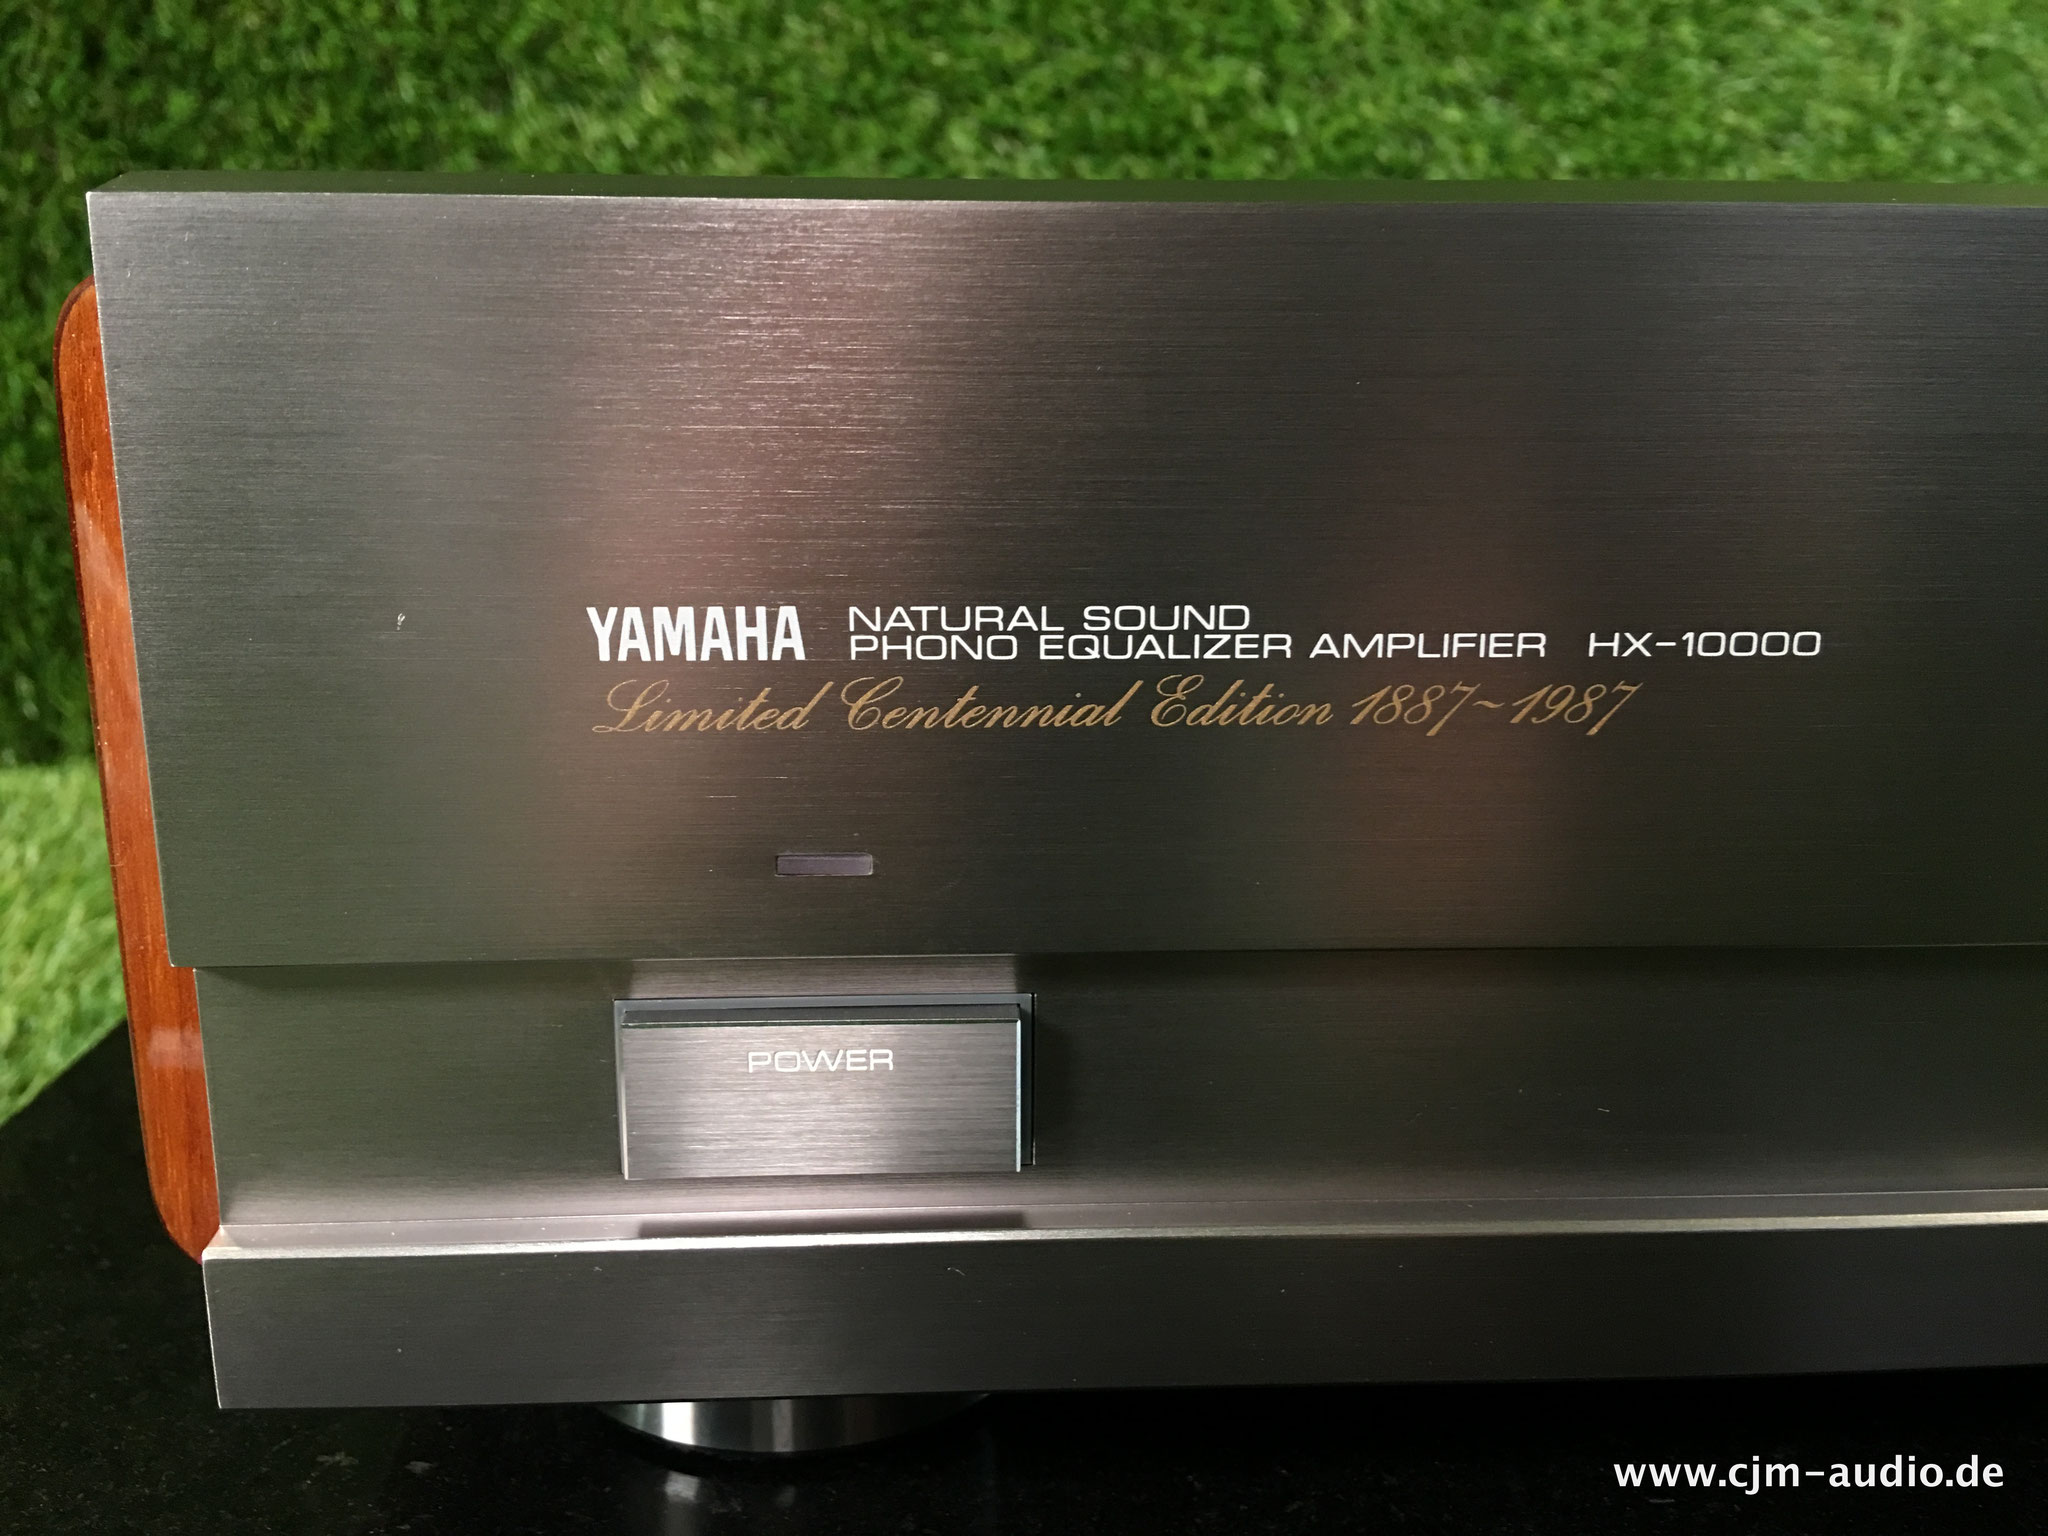 YAMAHA NATURAL SOUND
PHONO EQUALIZER AMPLIFIER HX-10000
Limited Centennial Edition 1887~1987
POWER
www.cjm-audio.de